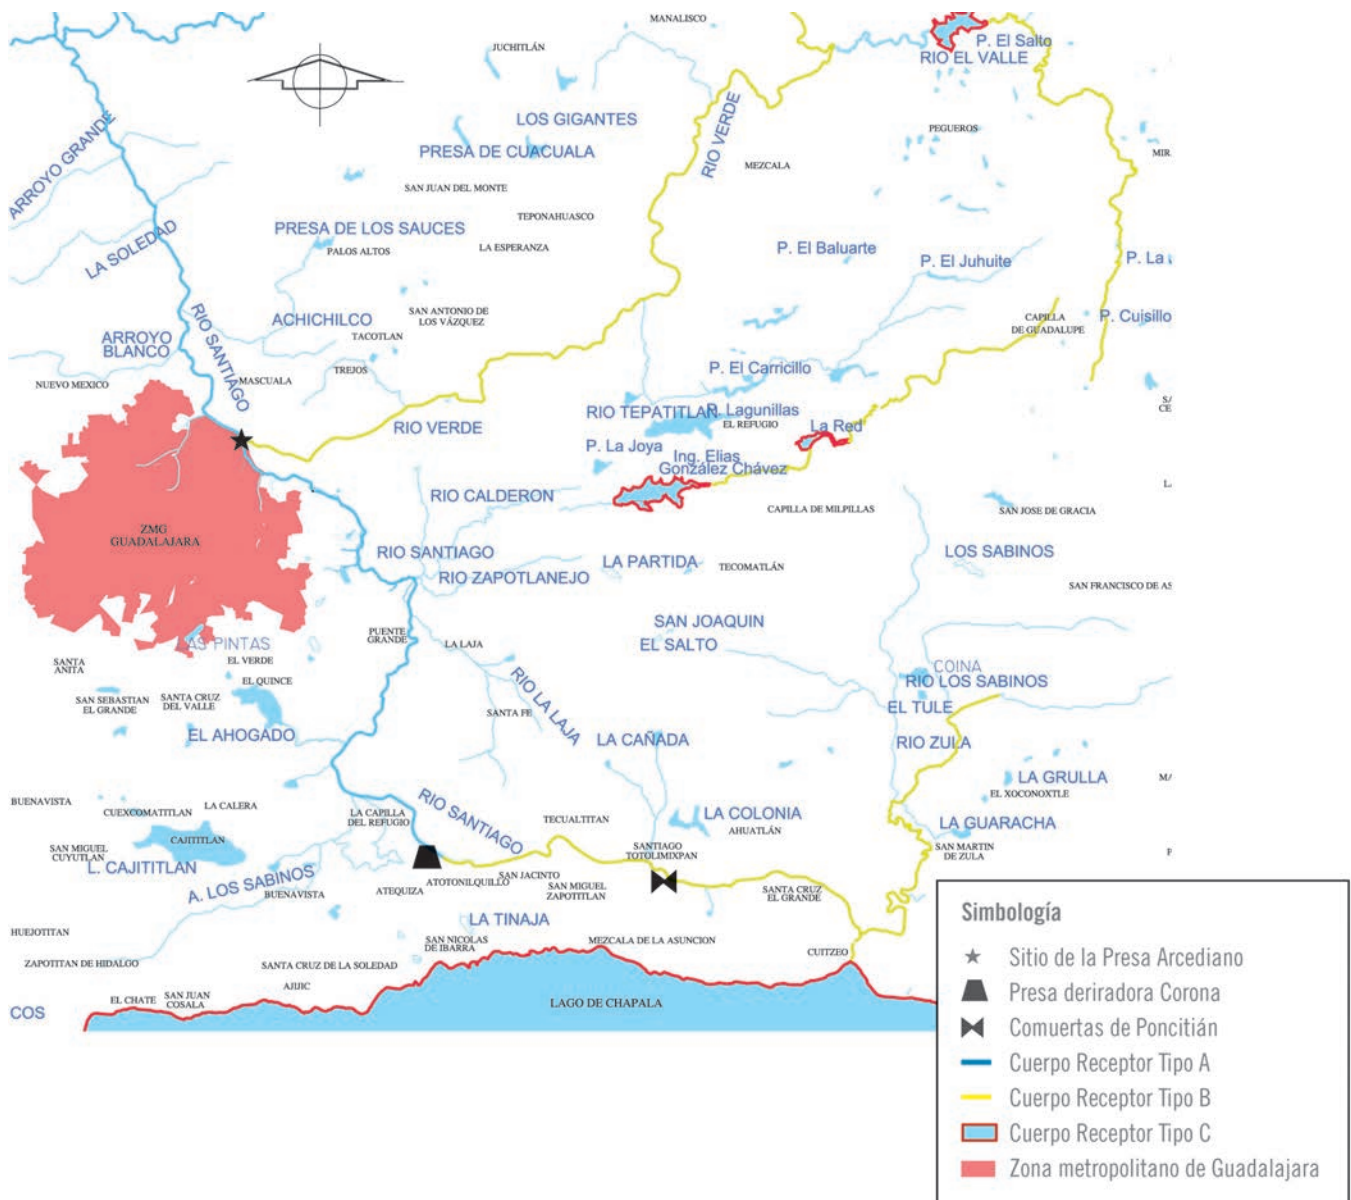 MANALISCO
P. El Salto
JUCHITLÁN
RIO EL VALLE
ARROYO GRANDE
LOS GIGANTES
RIO VERDE
PEGUEROS
PRESA DE CUACUALA
MEZCALA
MIR
SAN JUAN DEL MONTE
TEPONAHUASCO
LA SOLEDAD
PRESA DE LOS SAUCES
PALOS ALTOS
LA ESPERANZA
P. El Baluarte
P. El Juhuite
P. La
SAN ANTONIO DE
LOS VÁZQUEZ
RIO SANTIAGO
ACHICHILCO
TACOTLAN
CAPILLA
DE GUADALUPE
P. Cuisillo
ARROYO
BLANCO
TREJOS
P. El Carricillo
NUEVO MEXICO
MASCUALA
RIO TEPATITLAN
P. Lagunillas
EL REFUGIO
La Red
SA
CE
RIO VERDE
P. La Joya
Ing. Elias
González Chávez
RIO CALDERON
CAPILLA DE MILPILLAS
SAN JOSE DE GRACIA
ZMG
GUADALAJARA
RIO SANTIAGO
LA PARTIDA
TECOMATLÁN
LOS SABINOS
RIO ZAPOTLANEJO
SAN FRANCISCO DE AS
SAN JOAQUIN
EL SALTO
PUENTE
GRANDE
LA LAJA
LAS PINTAS
EL VERDE
SANTA
ANITA
EL QUINCE
COINA
RIO LOS SABINOS
SAN SEBASTIAN
EL GRANDE
SANTA CRUZ
DEL VALLE
RIO LA LAJA
SANTA FE
EL TULE
EL AHOGADO
LA CAÑADA
RIO ZULA
LA GRULLA
MA
EL XOCONOXTLE
BUENAVISTA
CUEXCOMATITLAN
LA CALERA
LA CAPILLA
DEL REFUGIO
RIO SANTIAGO
TECUALTITAN
LA COLONIA
AHUATLÁN
LA GUARACHA
CAJITITLAN
SAN MIGUEL
CUYUTLAN
SANTIAGO
TOTOLIMIXPAN
SAN MARTIN
DE ZULA
L. CAJITITLAN
A. LOS SABINOS
BUENAVISTA
ATEQUIZA
ATOTONILQUILLO
SAN JACINTO
SAN MIGUEL
ZAPOTITLAN
SANTA CRUZ
EL GRANDE
LA TINAJA
HUEJOTITAN
SAN NICOLAS
DE IBARRA
MEZCALA DE LA ASUNCION
CUITZEO
ZAPOTITAN DE HIDALGO
SANTA CRUZ DE LA SOLEDAD
AJIJIC
EL CHATE
SAN JUAN
COSALA
LAGO DE CHAPALA
COS
Simbología
Sitio de la Presa Arcediano
Presa deriradora Corona
Comuertas de Poncitián
Cuerpo Receptor Tipo A
Cuerpo Receptor Tipo B
Cuerpo Receptor Tipo C
Zona metropolitano de Guadalajara